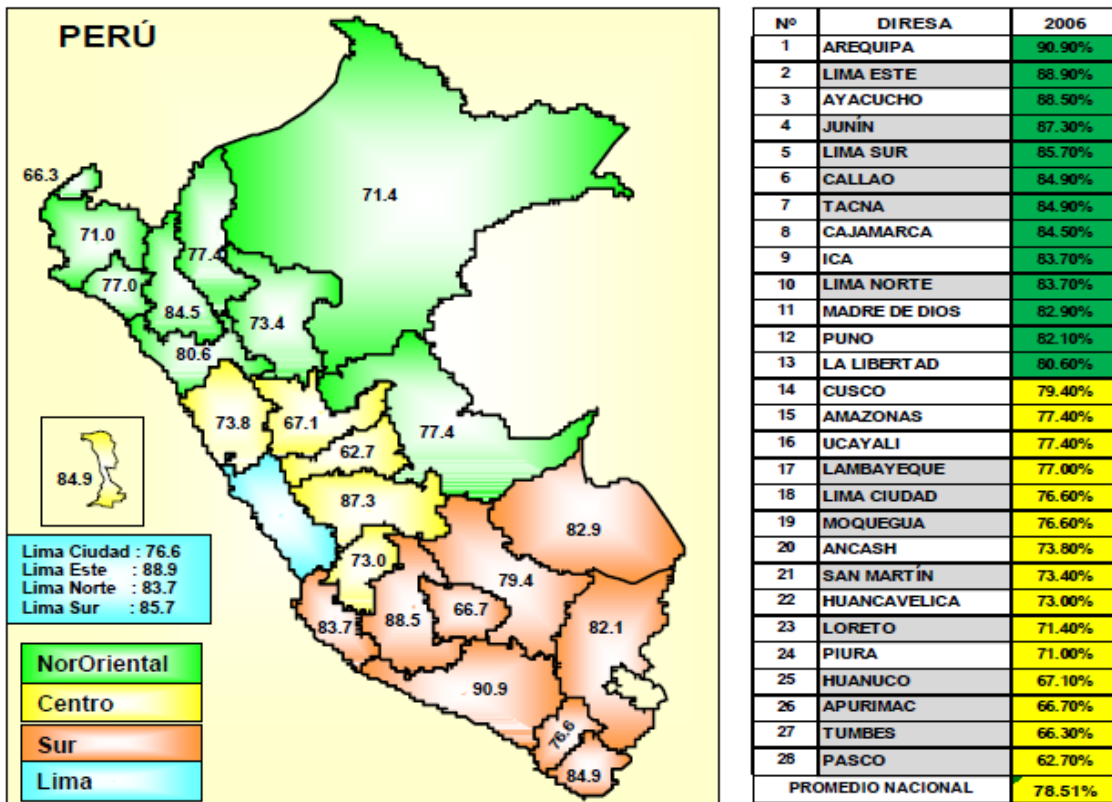 PERÚ
66.3
71.4
71.0
77.4
77.0
84.5
73.4
80.6
73.8
67.1
62.7
77.4
84.9
87.3
82.9
73.0
79.4
83.7
88.5
66.7
82.1
90.9
76.6
84.9
Lima Ciudad : 76.6
Lima Este : 88.9
Lima Norte : 83.7
Lima Sur : 85.7
NorOriental
Centro
Sur
Lima
Nº DIRESA 2006
1 AREQUIPA 90.90%
2 LIMA ESTE 88.90%
3 AYACUCHO 88.50%
4 JUNÍN 87.30%
5 LIMA SUR 85.70%
6 CALLAO 84.90%
7 TACNA 84.90%
8 CAJAMARCA 84.50%
9 ICA 83.70%
10 LIMA NORTE 83.70%
11 MADRE DE DIOS 82.90%
12 PUNO 82.10%
13 LA LIBERTAD 80.60%
14 CUSCO 79.40%
15 AMAZONAS 77.40%
16 UCAYALI 77.40%
17 LAMBAYEQUE 77.00%
18 LIMA CIUDAD 76.60%
19 MOQUEGUA 76.60%
20 ANCASH 73.80%
21 SAN MARTÍN 73.40%
22 HUANCAVELICA 73.00%
23 LORETO 71.40%
24 PIURA 71.00%
25 HUANUCO 67.10%
26 APURIMAC 66.70%
27 TUMBES 66.30%
28 PASCO 62.70%
PROMEDIO NACIONAL 78.51%